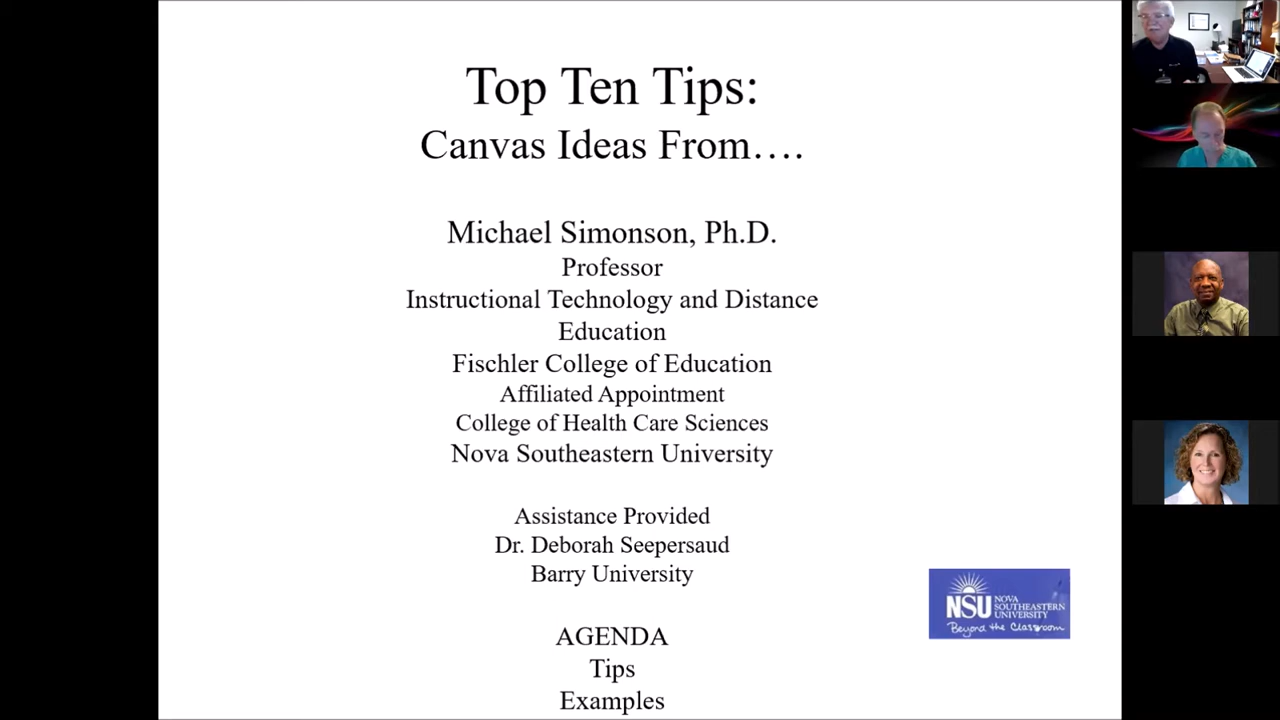 Top Ten Tips:
Canvas Ideas From….
Michael Simonson, Ph.D.
Professor
Instructional Technology and Distance
Education
Fischler College of Education
Affiliated Appointment
College of Health Care Sciences
Nova Southeastern University
Assistance Provided
Dr. Deborah Seepersaud
Barry University
NSU NOVA
SOUTHEASTERN
UNIVERSITY
Beyond the Classroom
AGENDA
Tips
Examples